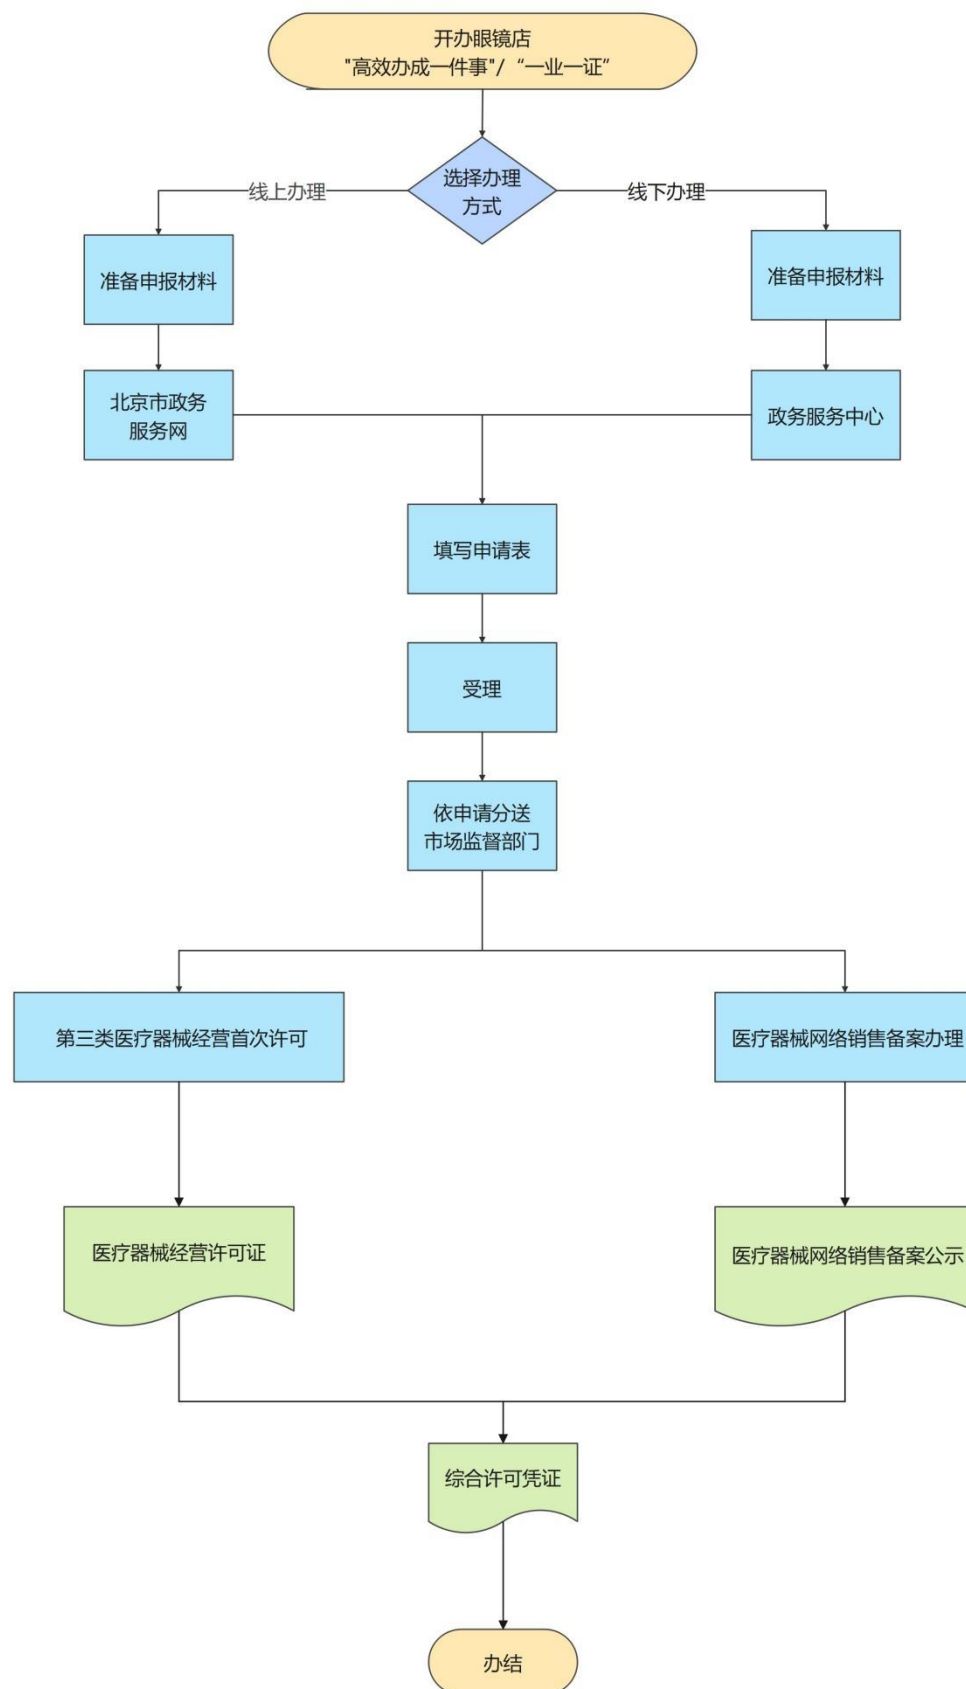 开办眼镜店
"高效办成一件事"/“一业一证”
选择办理
方式
线上办理
线下办理
准备申报材料
准备申报材料
北京市政务
服务网
政务服务中心
填写申请表
受理
依申请分送
市场监督部门
第三类医疗器械经营首次许可
医疗器械网络销售备案办理
医疗器械经营许可证
医疗器械网络销售备案公示
综合许可凭证
办结